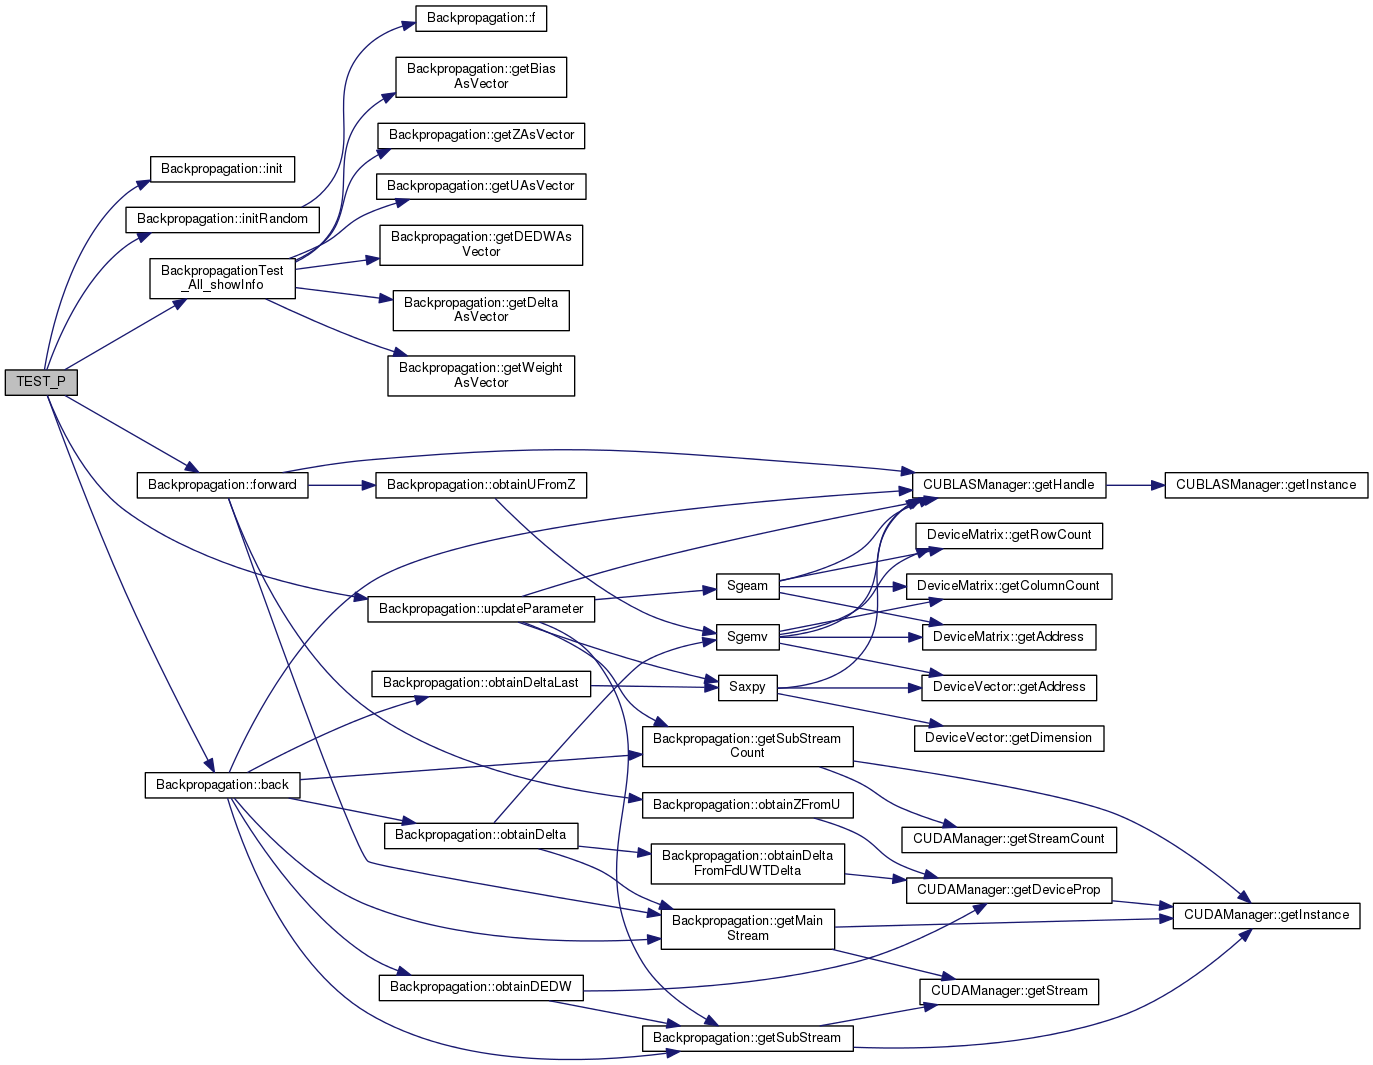 Backpropagation::f
Backpropagation::getBias
AsVector
Backpropagation::getZAsVector
Backpropagation::init
Backpropagation::getUAsVector
Backpropagation::initRandom
Backpropagation::getDEDWAs
Vector
BackpropagationTest
_All_showInfo
Backpropagation::getDelta
AsVector
Backpropagation::getWeight
AsVector
TEST_P
Backpropagation::forward
Backpropagation::obtainUFromZ
CUBLASManager::getHandle
CUBLASManager::getInstance
DeviceMatrix::getRowCount
Sgeam
DeviceMatrix::getColumnCount
Backpropagation::updateParameter
Sgemv
DeviceMatrix::getAddress
Backpropagation::obtainDeltaLast
Saxpy
DeviceVector::getAddress
Backpropagation::getSubStream
Count
DeviceVector::getDimension
Backpropagation::back
Backpropagation::obtainZFromU
Backpropagation::obtainDelta
CUDAManager::getStreamCount
Backpropagation::obtainDelta
FromFdUWTDelta
CUDAManager::getDeviceProp
Backpropagation::getMain
Stream
CUDAManager::getInstance
Backpropagation::obtainDEDW
CUDAManager::getStream
Backpropagation::getSubStream